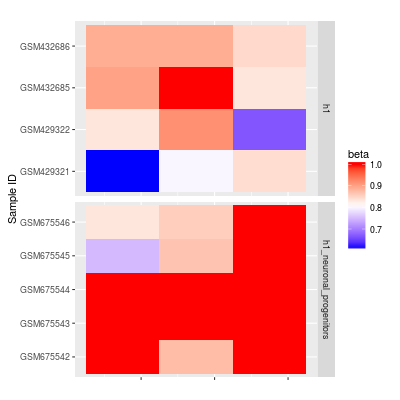 GSM432686
GSM432685
GSM429322
GSM429321
h1
GSM675546
GSM675545
GSM675544
GSM675543
GSM675542
h1_neuronal_progenitors
Sample ID
beta
1.0
0.9
0.8
0.7